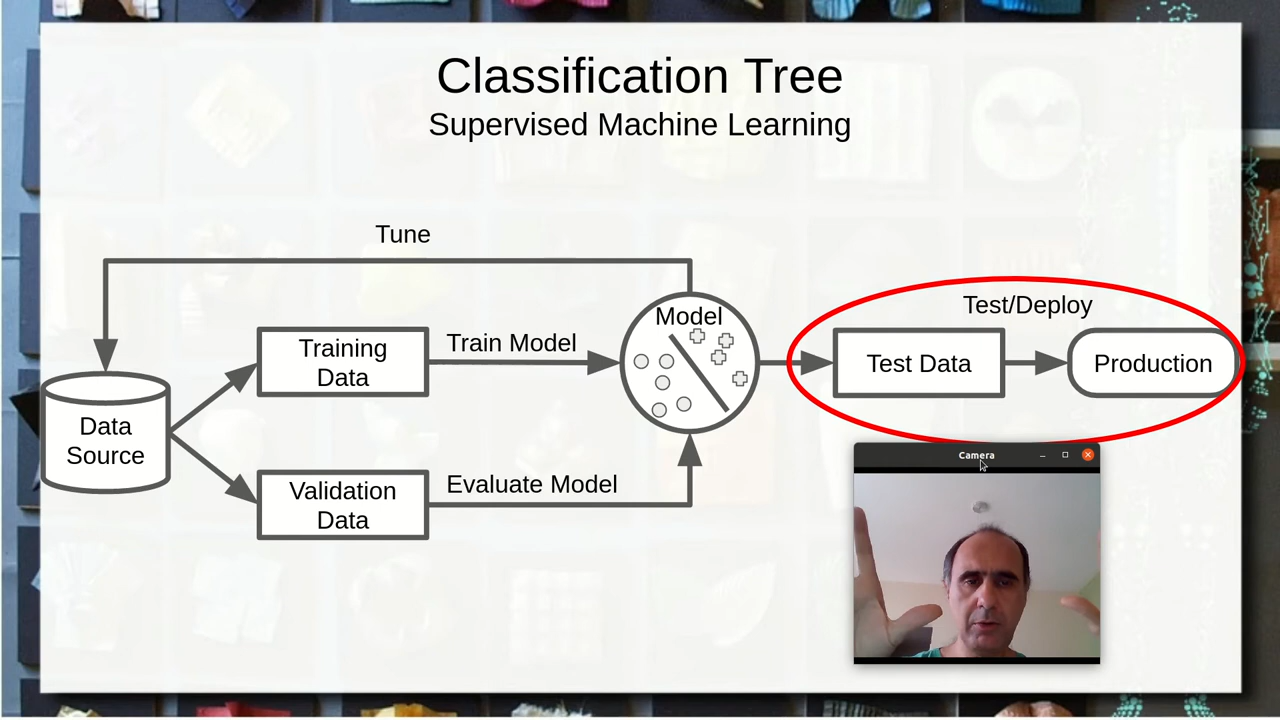 Classification Tree
Supervised Machine Learning
Tune
Test/Deploy
Model
Training
Data
Train Model
Test Data
Production
Data
Source
Validation
Data
Evaluate Model
Camera